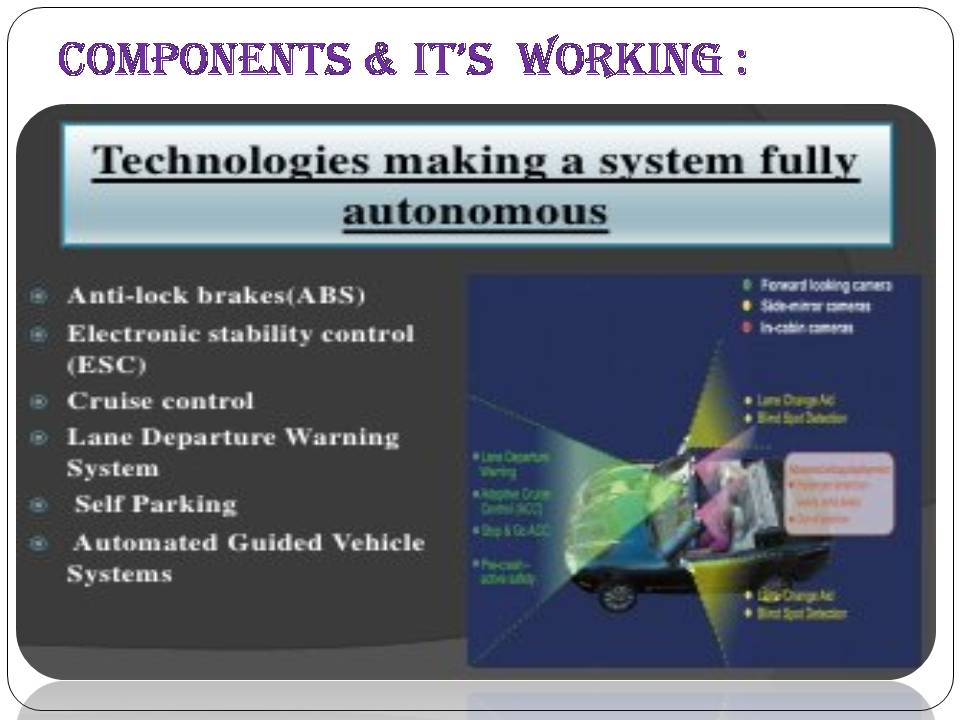 COMPONENTS & IT'S WORKING :
Technologies making a system fully
autonomous
Anti-lock brakes(ABS)
Electronic stability control
(ESC)
Cruise control
Lane Departure Warning
System
Self Parking
Automated Guided Vehicle
Systems
Forward looking camera
Side-mirror cameras
In-cabin cameras
Lane Change Aid
Blind Spot Detection
Lane Departure
Warning
Adaptive Cruise
Control (ACC)
Stop & Go ACC
Pre-crash-
active safety
Lane Change Aid
Blind Spot Detection